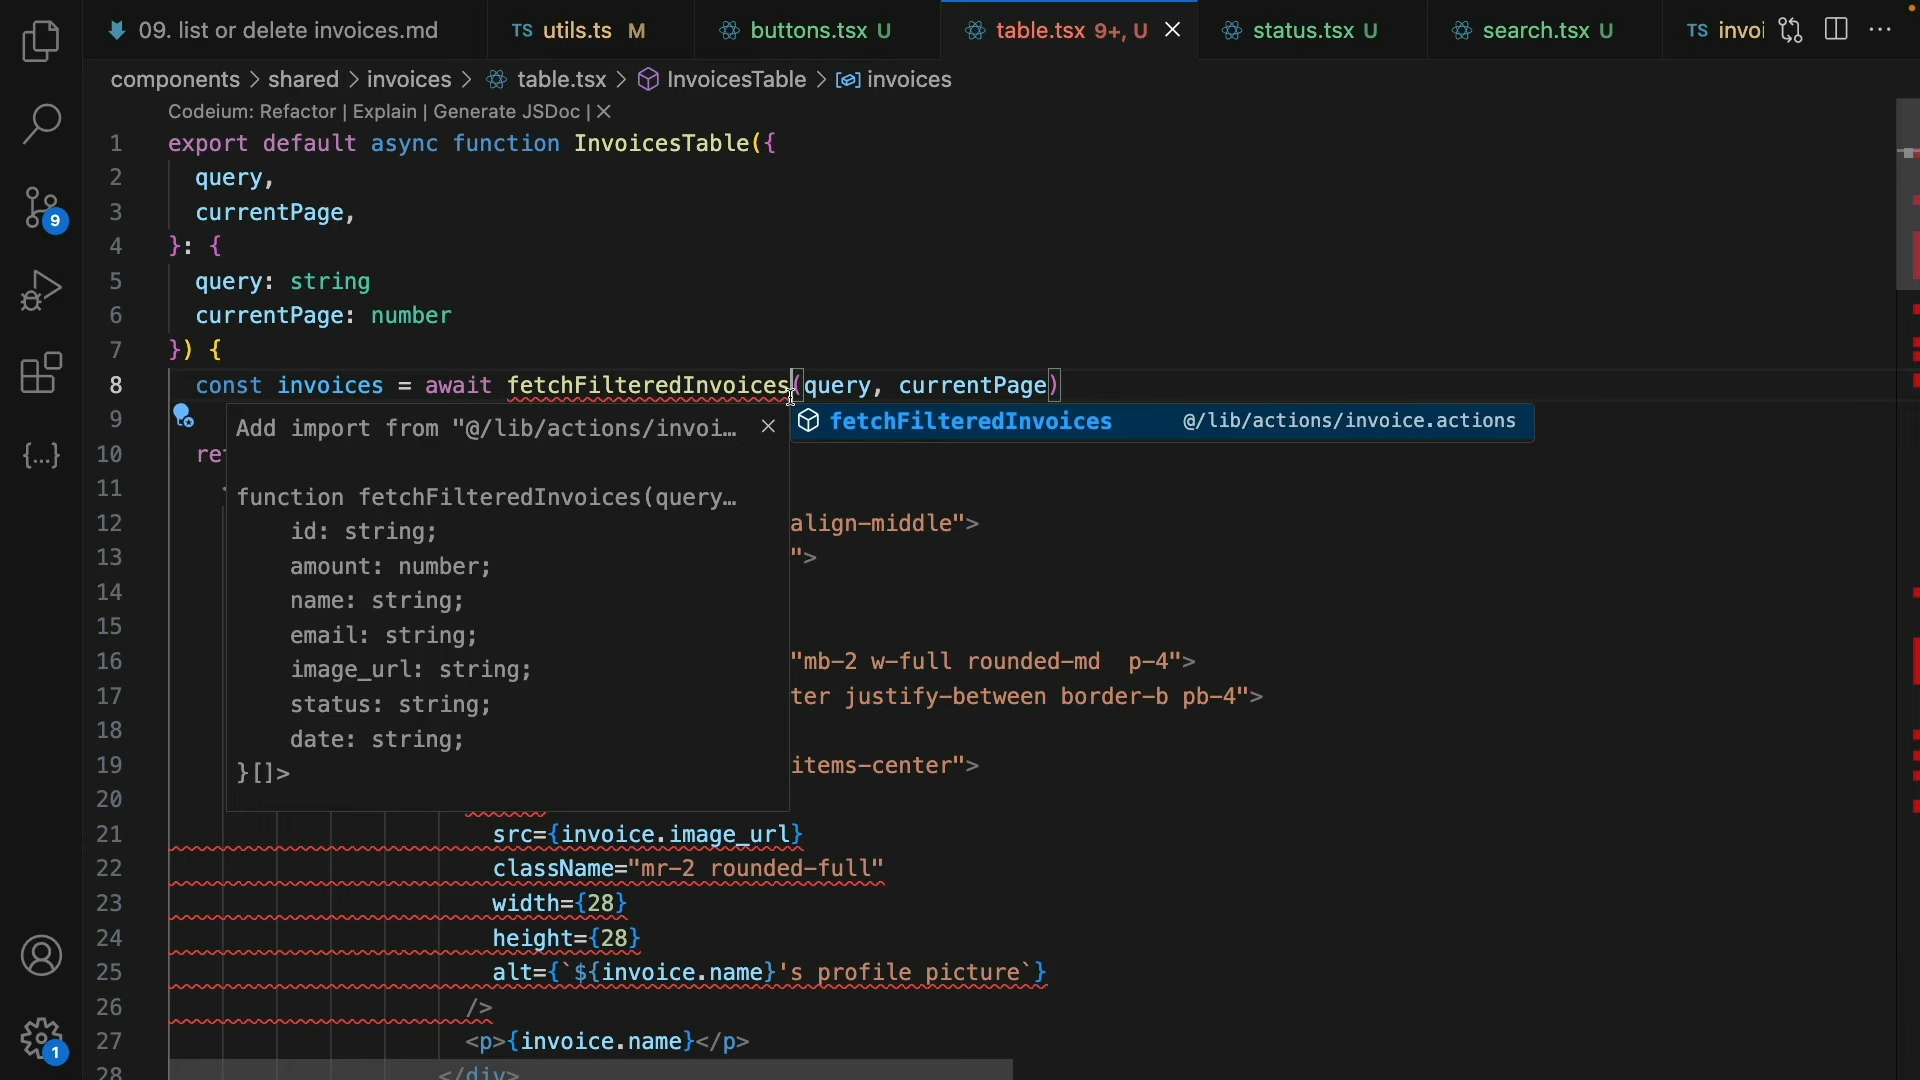 09. list or delete invoices.md
TS utils.ts M
buttons.tsx U
table.tsx 9+, U
status.tsx U
search.tsx U
TS invoi
components > shared > invoices > table.tsx > InvoicesTable > invoices
Codeium: Refactor | Explain | Generate JSDoc | ×
1 export default async function InvoicesTable({
2 query,
3 currentPage,
4 }: {
5 query: string
6 currentPage: number
7 }) {
8 const invoices = await fetchFilteredInvoices(query, currentPage)
9
fetchFilteredInvoices @/lib/actions/invoice.actions
Add import from "@/lib/actions/invoi…
10 re
function fetchFilteredInvoices(query…
id: string;
amount: number;
name: string;
email: string;
image_url: string;
status: string;
date: string;
}[]>
11
12 align-middle">
13 ">
14
15
16 "mb-2 w-full rounded-md  p-4">
17 ter justify-between border-b pb-4">
18
19 items-center">
20
21 src={invoice.image_url}
22 className="mr-2 rounded-full"
23 width={28}
24 height={28}
25 alt={`${invoice.name}'s profile picture`}
26 />
27 <p>{invoice.name}</p>
28 </div>
9
{...}
1